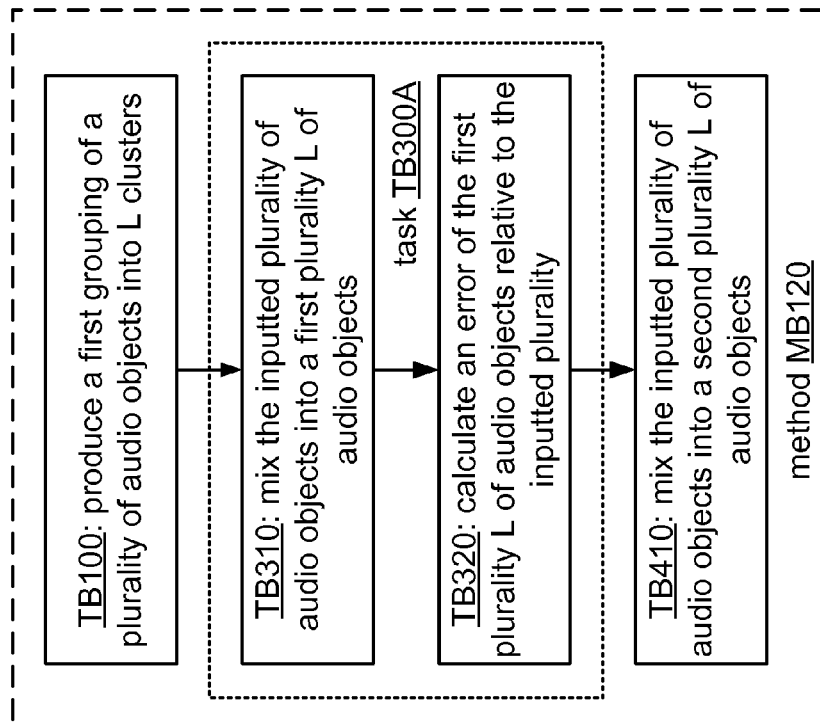 TB100: produce a first grouping of a
plurality of audio objects into L clusters
TB310: mix the inputted plurality of
audio objects into a first plurality L of
audio objects
task TB300A
TB320: calculate an error of the first
plurality L of audio objects relative to the
inputted plurality
TB410: mix the inputted plurality of
audio objects into a second plurality L of
audio objects
method MB120